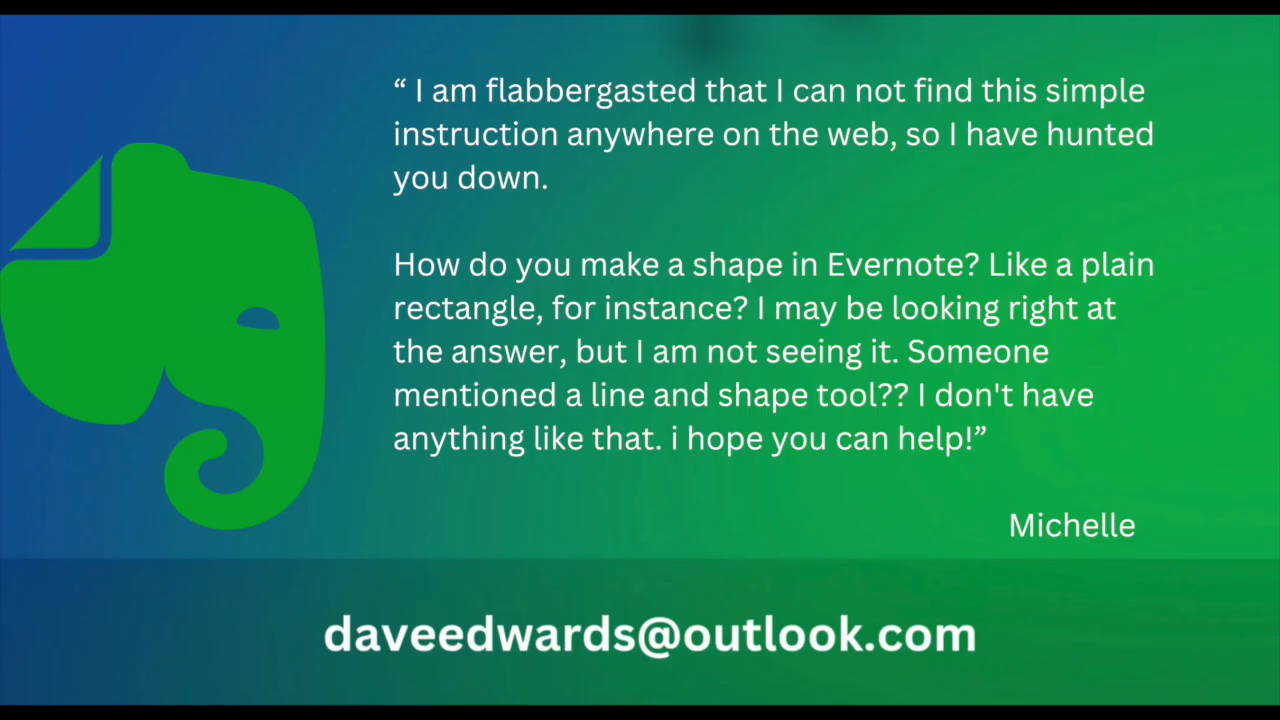 “ I am flabbergasted that I can not find this simple
instruction anywhere on the web, so I have hunted
you down.
How do you make a shape in Evernote? Like a plain
rectangle, for instance? I may be looking right at
the answer, but I am not seeing it. Someone
mentioned a line and shape tool?? I don't have
anything like that. i hope you can help!”
Michelle
daveedwards@outlook.com